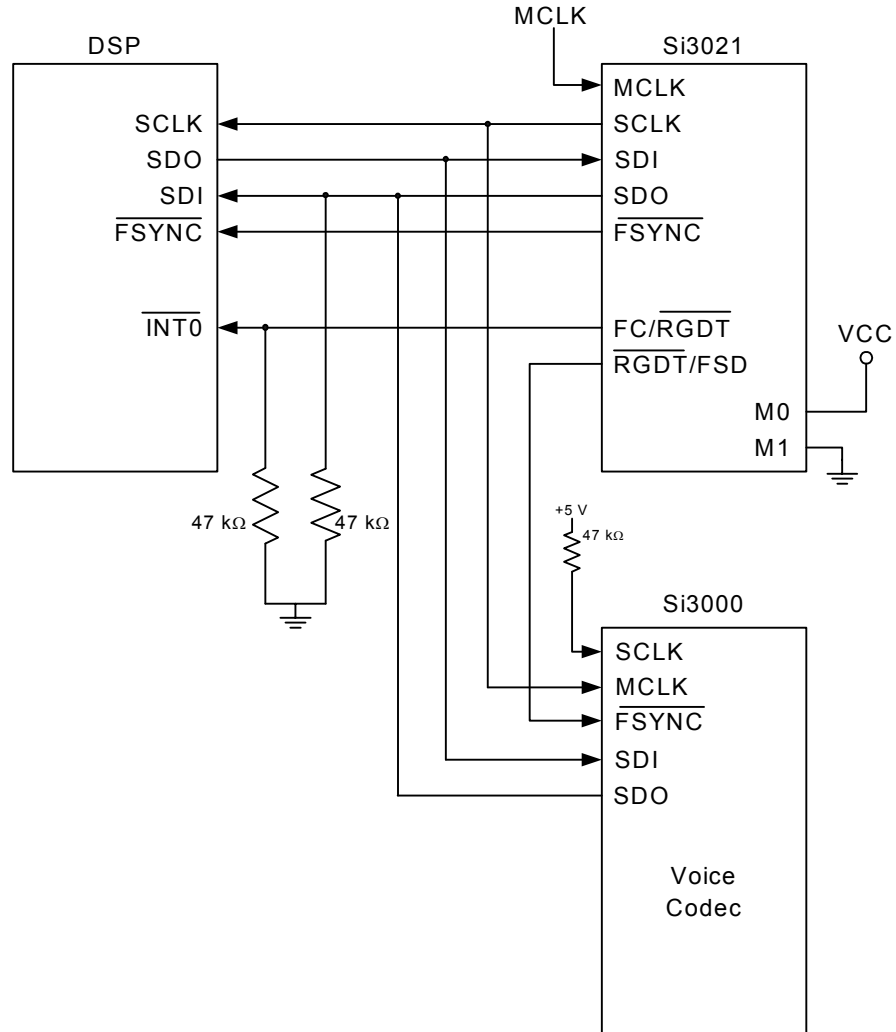 MCLK
DSP
Si3021
MCLK
SCLK
SCLK
SDO
SDI
SDI
SDO
FSYNC
FSYNC
INT0
FC/RGDT
VCC
RGDT/FSD
M0
M1
47 kΩ
47 kΩ
+5 V
47 kΩ
Si3000
SCLK
MCLK
FSYNC
SDI
SDO
Voice
Codec